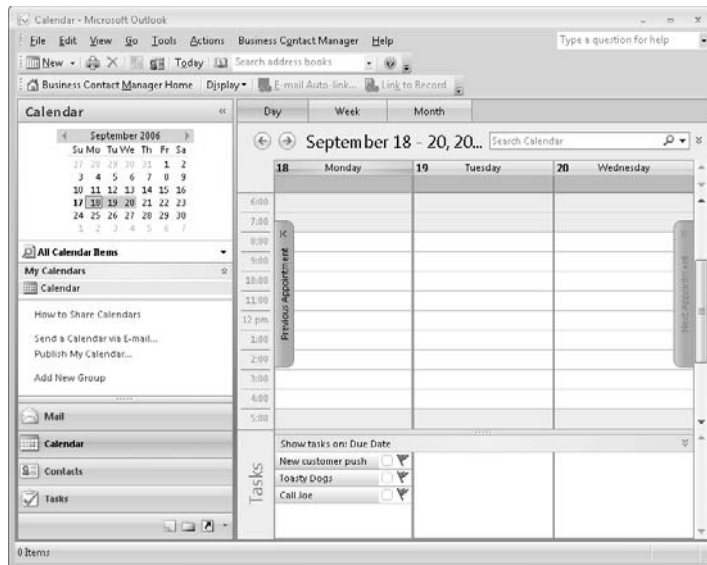 Calendar - Microsoft Outlook
File Edit View Go Tools Actions Business Contact Manager Help Type a question for help
New Today Search address books
Business Contact Manager Home Display E-mail Auto-link... Link to Record
Calendar
Day Week Month
September 2006
Su Mo Tu We Th Fr Sa
27 28 29 30 31 1 2
3 4 5 6 7 8 9
10 11 12 13 14 15 16
17 18 19 20 21 22 23
24 25 26 27 28 29 30
1 2 3 4 5 6 7
All Calendar Items
My Calendars
Calendar
How to Share Calendars
Send a Calendar via E-mail...
Publish My Calendar...
Add New Group
Mail
Calendar
Contacts
Tasks
September 18 - 20, 20... Search Calendar
18 Monday 19 Tuesday 20 Wednesday
6:00
7:00
8:00
9:00
10:00
11:00
12 pm
1:00
2:00
3:00
4:00
5:00
Previous Appointment
Next Appointment
Tasks
Show tasks on: Due Date
New customer push
Toasty Dogs
Call Joe
0 Items